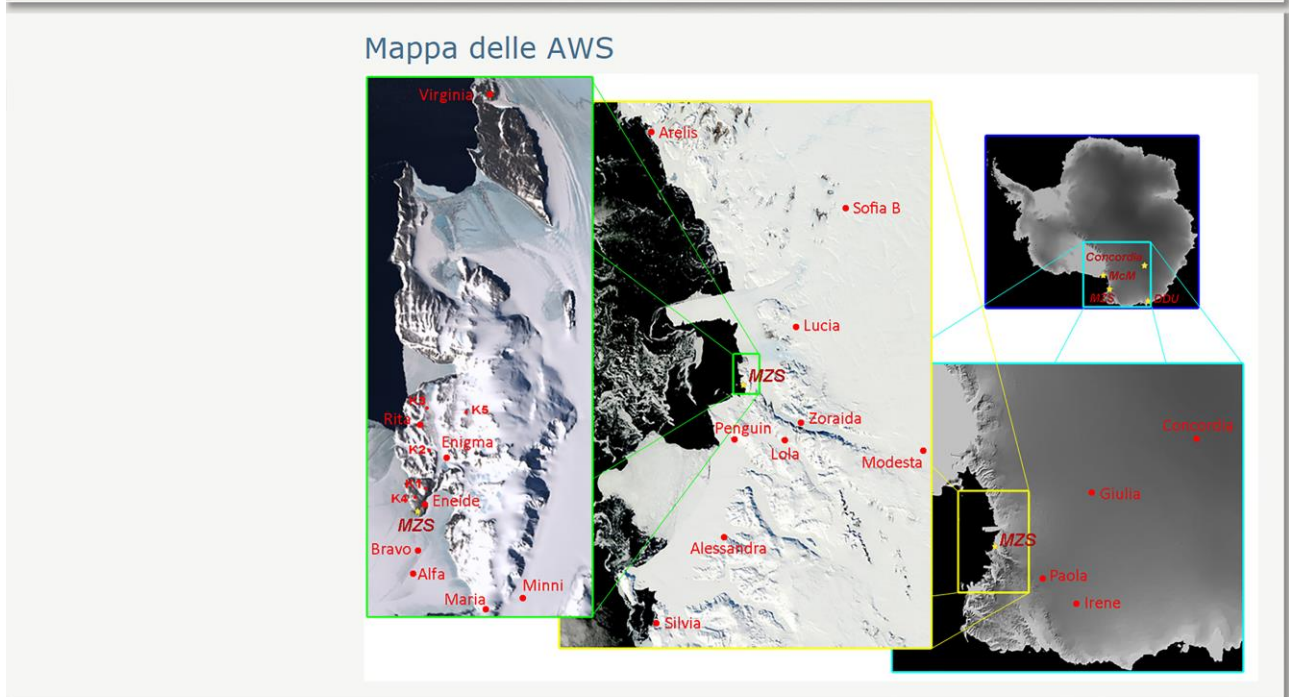 Mappa delle AWS
Virginia
K3
Rita
K5
K2
Enigma
K1
K4
Eneide
MZS
Bravo
Alfa
Minni
Maria
Arelis
Sofia B
Lucia
MZS
Zoraida
Penguin
Lola
Modesta
Alessandra
Silvia
Concordia
McM
MZS
DDU
Concordia
Giulia
MZS
Paola
Irene